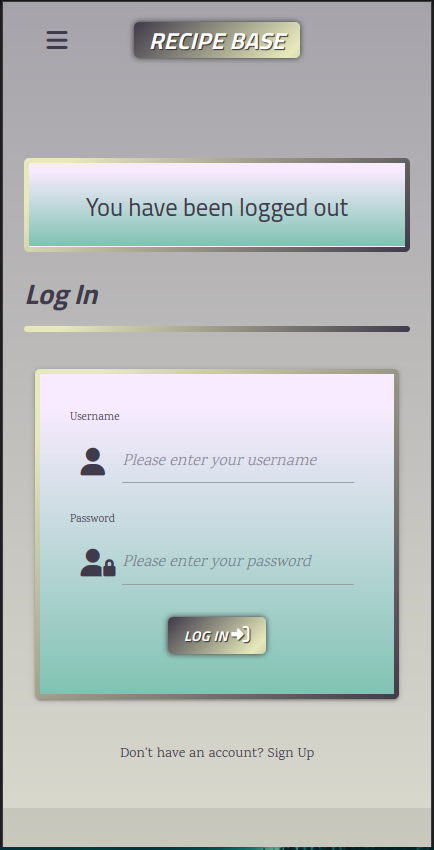 RECIPE BASE
You have been logged out
Log In
Username
Please enter your username
Password
Please enter your password
LOG IN
Don't have an account? Sign Up